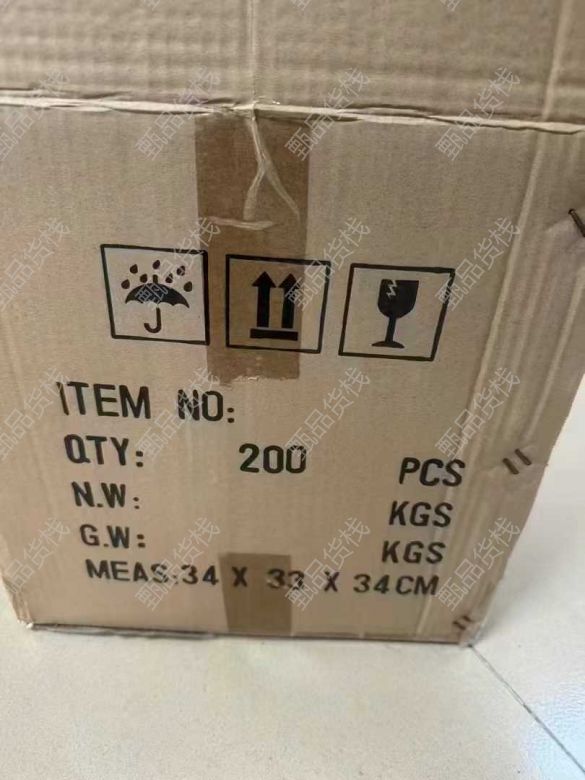 ITEM NO:
QTY: 200 PCS
N.W: KGS
G.W: KGS
MEAS:34 X 33 X 34CM
甄品货栈